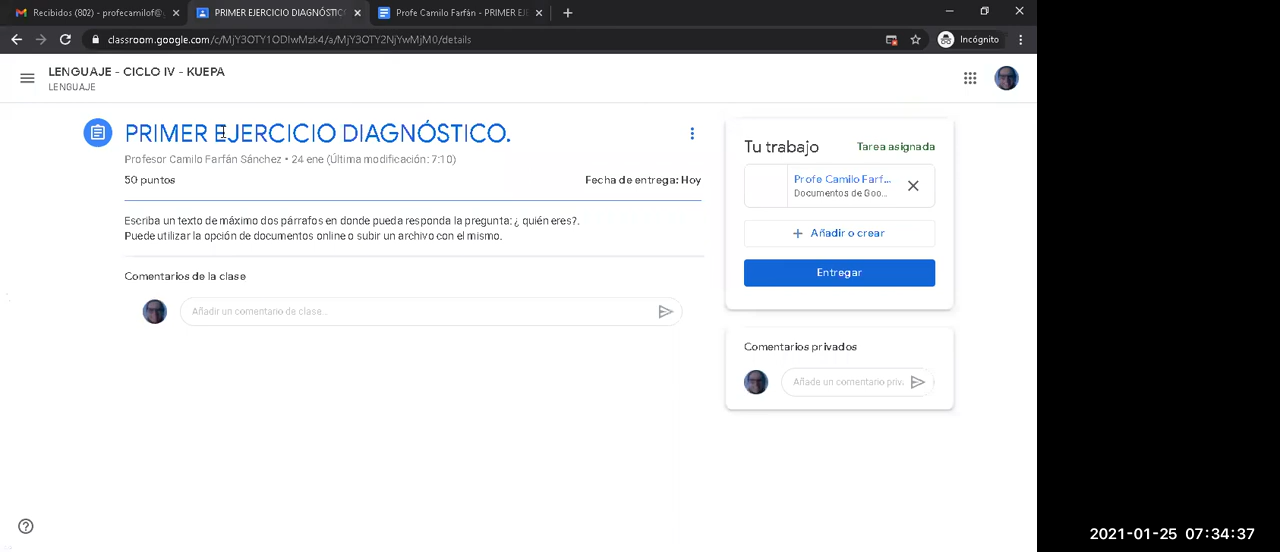 Recibidos (802) - profecamilof@
PRIMER EJERCICIO DIAGNÓSTIC
Profe Camilo Farfán - PRIMER EJ
classroom.google.com/c/MjY3OTY1ODIwMzk4/a/MjY3OTY2NjYwMjM0/details
Incógnito
LENGUAJE - CICLO IV - KUEPA
LENGUAJE
PRIMER EJERCICIO DIAGNÓSTICO.
Profesor Camilo Farfán Sánchez • 24 ene (Última modificación: 7:10)
50 puntos
Fecha de entrega: Hoy
Escriba un texto de máximo dos párrafos en donde pueda responda la pregunta: ¿ quién eres?.
Puede utilizar la opción de documentos online o subir un archivo con el mismo.
Comentarios de la clase
Añadir un comentario de clase...
Tu trabajo
Tarea asignada
Profe Camilo Farf...
Documentos de Goo...
+ Añadir o crear
Entregar
Comentarios privados
Añade un comentario priv
2021-01-25 07:34:37